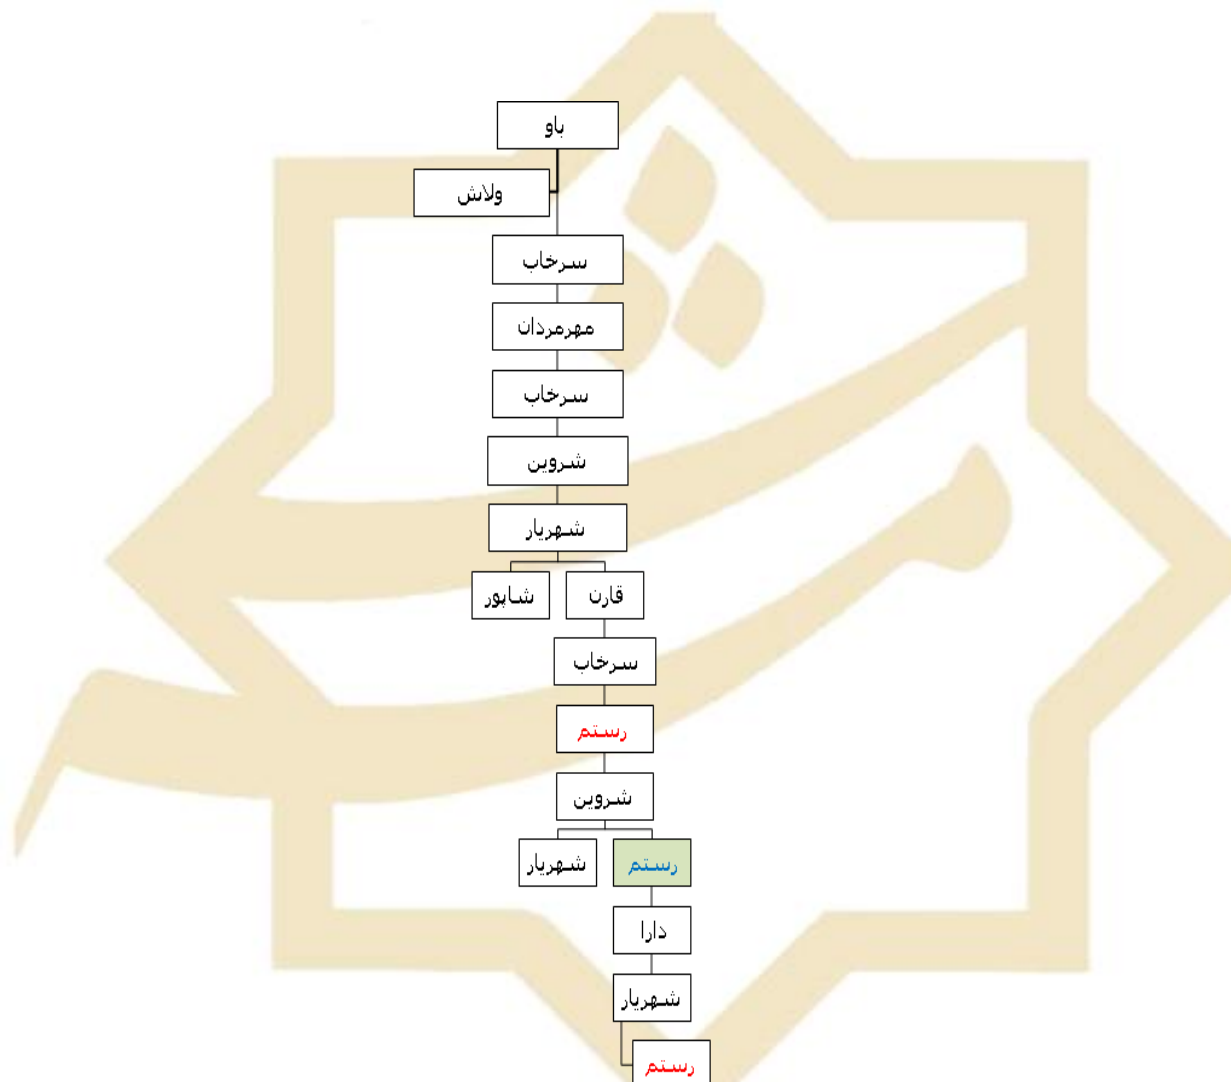 باو
ولاش
سرخاب
مهرمردان
سرخاب
شروین
شهریار
قارن
شاپور
سرخاب
رستم
شروین
رستم
شهریار
دارا
شهریار
رستم